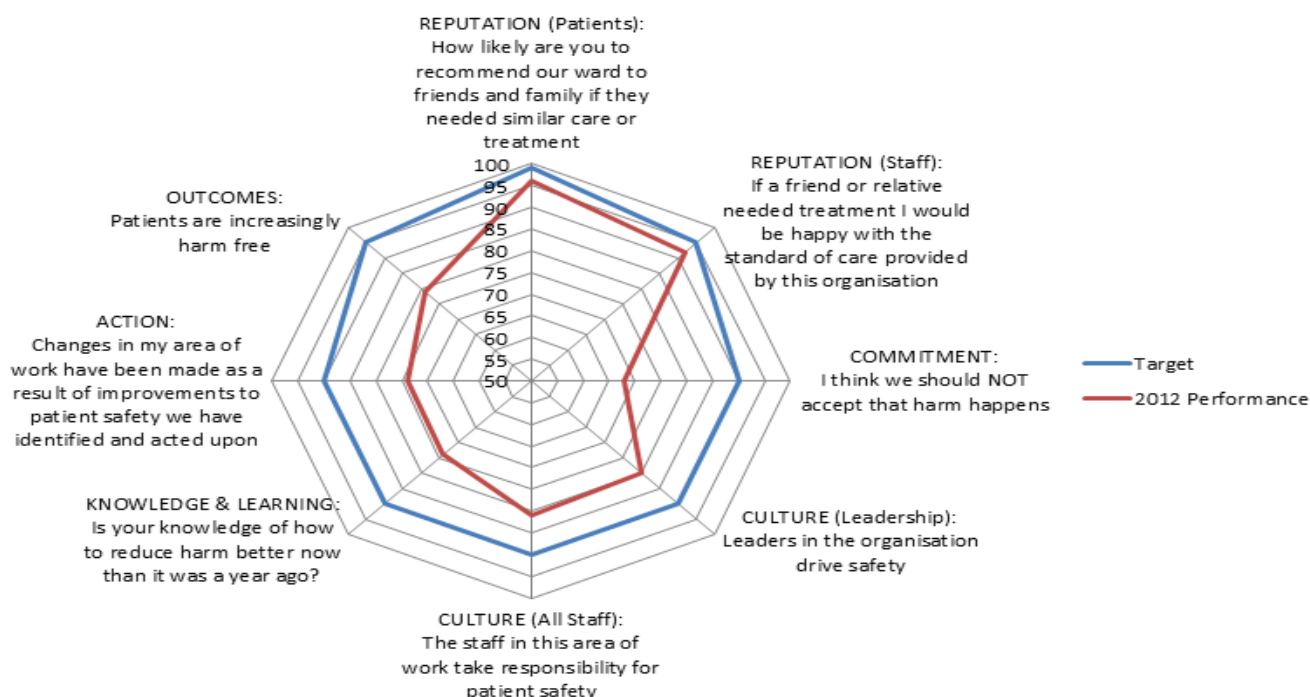 REPUTATION (Patients):
How likely are you to
recommend our ward to
friends and family if they
needed similar care or
treatment
REPUTATION (Staff):
If a friend or relative
needed treatment I would
be happy with the
standard of care provided
by this organisation
COMMITMENT:
I think we should NOT
accept that harm happens
CULTURE (Leadership):
Leaders in the organisation
drive safety
CULTURE (All Staff):
The staff in this area of
work take responsibility for
patient safety
KNOWLEDGE & LEARNING:
Is your knowledge of how
to reduce harm better now
than it was a year ago?
ACTION:
Changes in my area of
work have been made as a
result of improvements to
patient safety we have
identified and acted upon
OUTCOMES:
Patients are increasingly
harm free
100
95
90
85
80
75
70
65
60
55
50
Target
2012 Performance